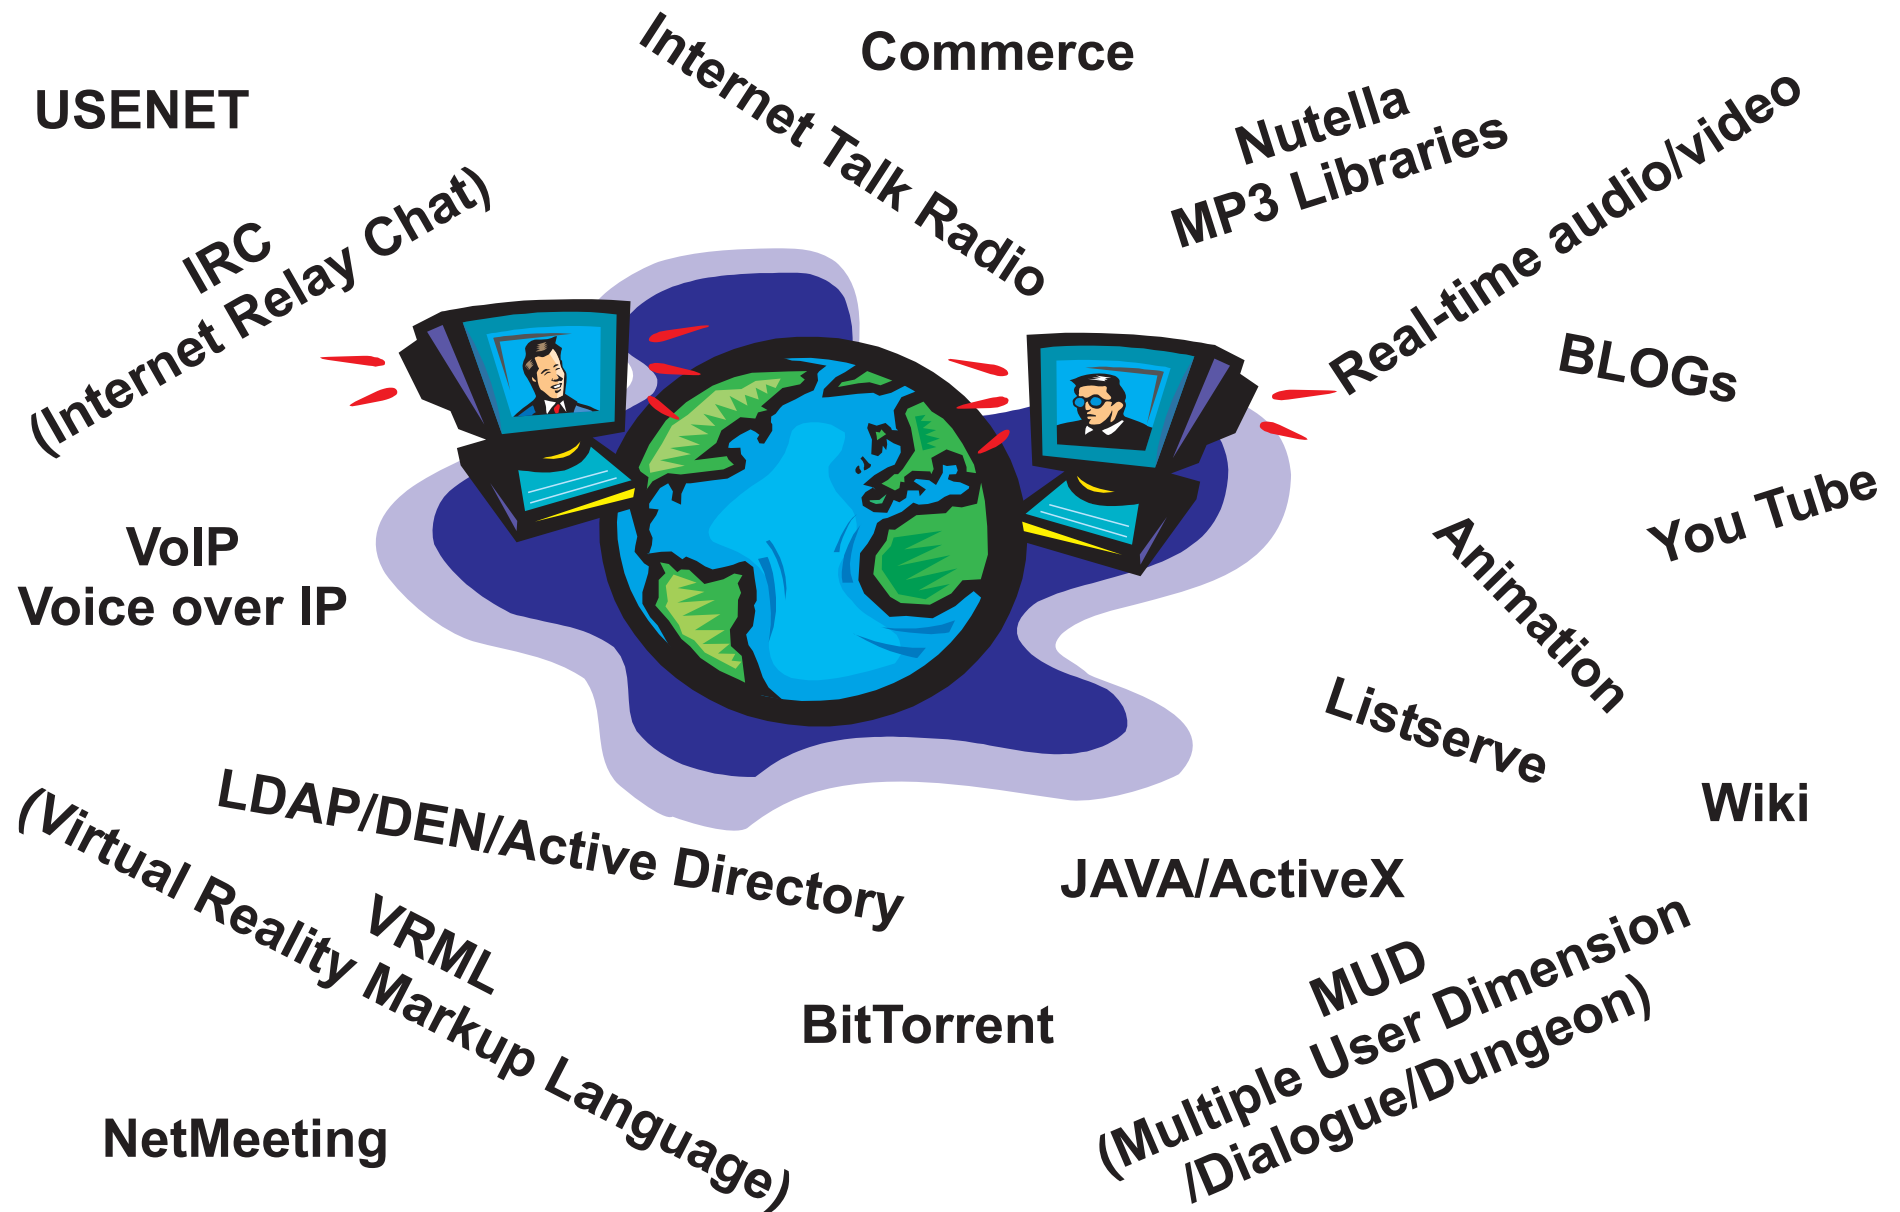 Commerce
USENET
Internet Talk Radio
Nutella
MP3 Libraries
Real-time audio/video
IRC
(Internet Relay Chat)
BLOGs
You Tube
VoIP
Voice over IP
Animation
Listserve
Wiki
LDAP/DEN/Active Directory
JAVA/ActiveX
VRML
(Virtual Reality Markup Language)
BitTorrent
MUD
(Multiple User Dimension
/Dialogue/Dungeon)
NetMeeting